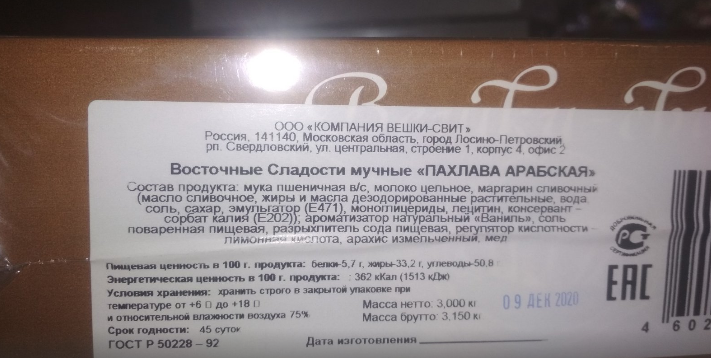 ООО «КОМПАНИЯ ВЕШКИ-СВИТ»
Россия, 141140, Московская область, город Лосино-Петровский,
рп. Свердловский, ул. центральная, строение 1, корпус 4, офис 2
Восточные Сладости мучные «ПАХЛАВА АРАБСКАЯ»
Состав продукта: мука пшеничная в/с, молоко цельное, маргарин сливочный
(масло сливочное, жиры и масла дезодорированные растительные, вода,
соль, сахар, эмульгатор (Е471), моноглицериды, лецитин, консервант –
сорбат калия (Е202)); ароматизатор натуральный «Ваниль», соль
поваренная пищевая, разрыхлитель сода пищевая, регулятор кислотности –
лимонная кислота, арахис измельченный, мед
Пищевая ценность в 100 г. продукта: белки-5,7 г, жиры-33,2 г, углеводы-50,8
Энергетическая ценность в 100 г. продукта: : 362 кКал (1513 кДж)
Условия хранения: хранить строго в закрытой упаковке при
температуре от +6 до +18
и относительной влажности воздуха 75%
Срок годности: 45 суток
ГОСТ Р 50228 – 92
Масса нетто: 3,000 кг
Масса брутто: 3,150 кг
Дата изготовления
09 ДЕК 2020
РСТ
ЕАС
4 602